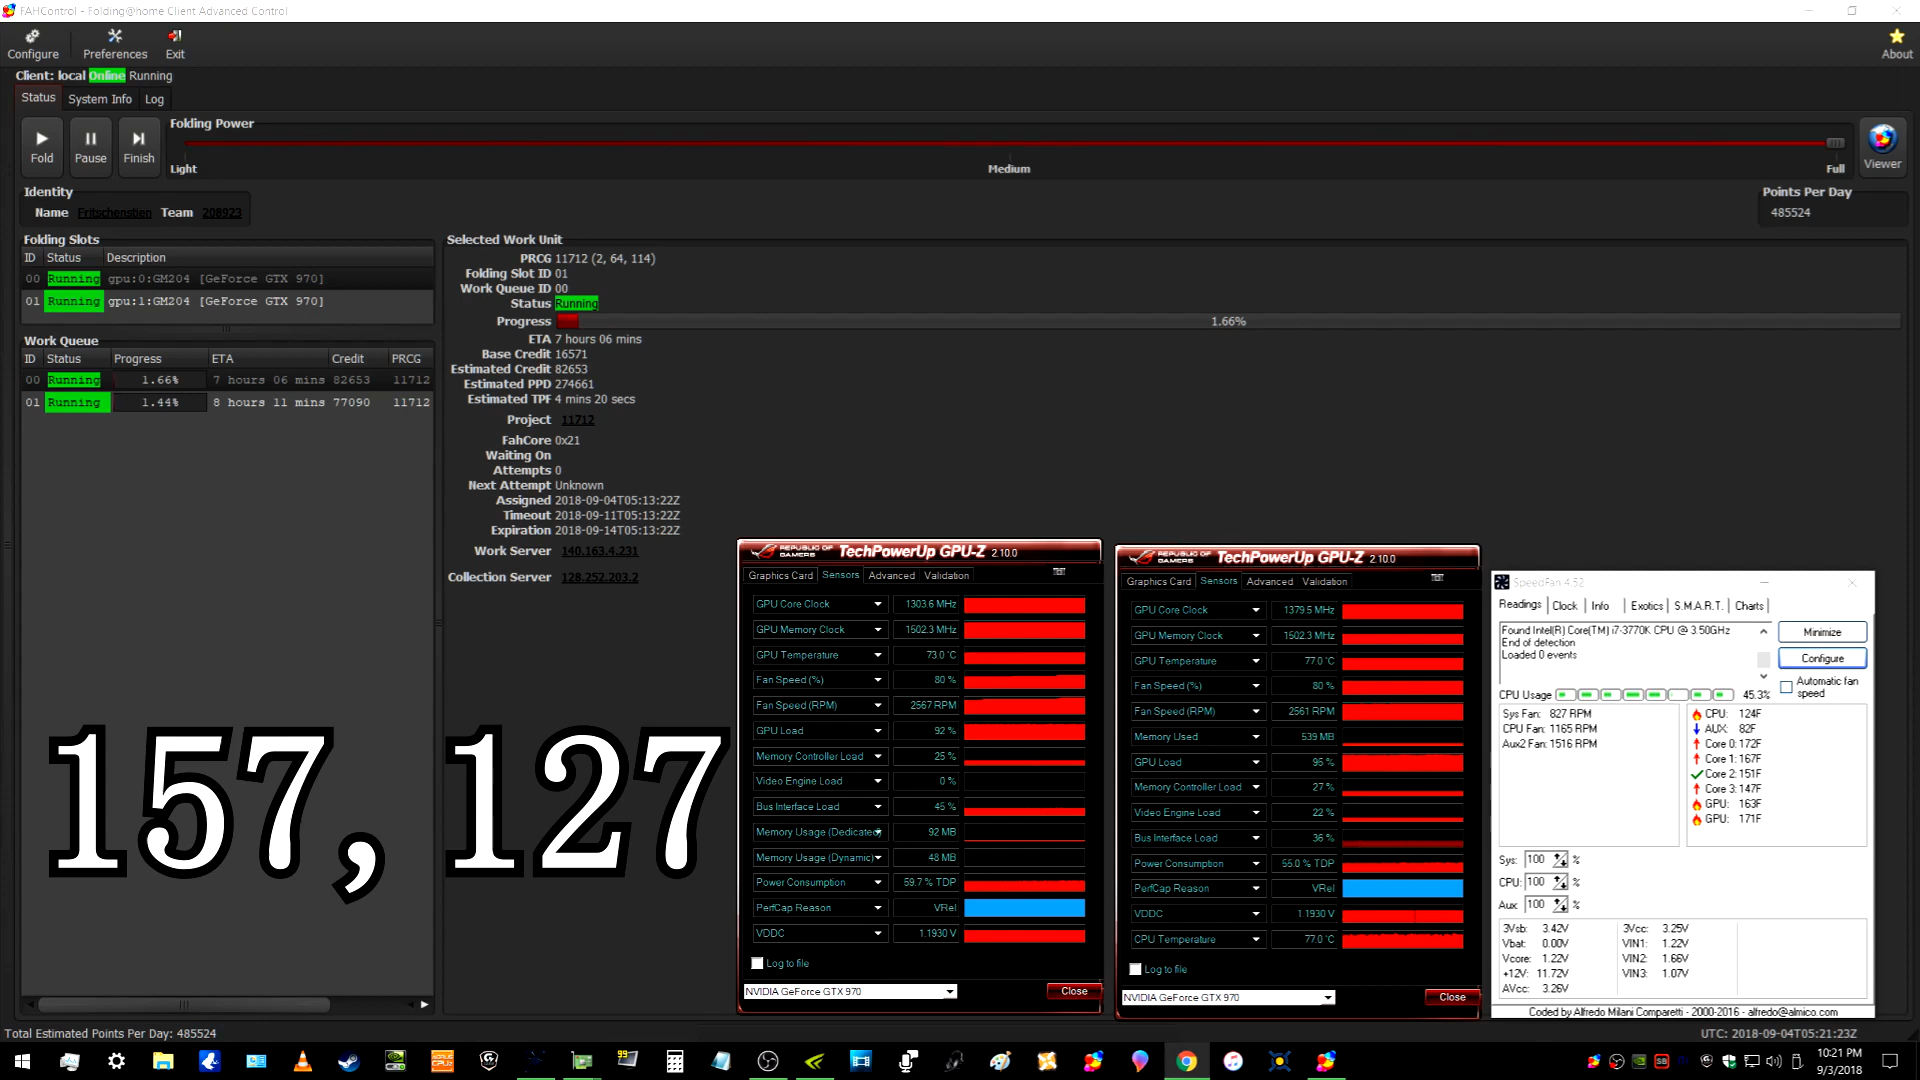 FAHControl - Folding@home Client Advanced Control
Configure Preferences Exit About
Client: local Online Running
Status System Info Log
Fold Pause Finish
Folding Power
Light Medium Full
Viewer
Identity
Name Fritschenstien Team 208923
Points Per Day
485524
Folding Slots
ID Status Description
00 Running gpu:0:GM204 [GeForce GTX 970]
01 Running gpu:1:GM204 [GeForce GTX 970]
Work Queue
ID Status Progress ETA Credit PRCG
00 Running 1.66% 7 hours 06 mins 82653 11712
01 Running 1.44% 8 hours 11 mins 77090 11712
Selected Work Unit
PRCG 11712 (2, 64, 114)
Folding Slot ID 01
Work Queue ID 00
Status Running
Progress 1.66%
ETA 7 hours 06 mins
Base Credit 16571
Estimated Credit 82653
Estimated PPD 274661
Estimated TPF 4 mins 20 secs
Project 11712
FahCore 0x21
Waiting On
Attempts 0
Next Attempt Unknown
Assigned 2018-09-04T05:13:22Z
Timeout 2018-09-11T05:13:22Z
Expiration 2018-09-14T05:13:22Z
Work Server 140.163.4.231
Collection Server 128.252.203.2
157, 127
REPUBLIC OF GAMERS TechPowerUp GPU-Z 2.10.0
Graphics Card Sensors Advanced Validation
GPU Core Clock 1303.6 MHz
GPU Memory Clock 1502.3 MHz
GPU Temperature 73.0 °C
Fan Speed (%) 80 %
Fan Speed (RPM) 2567 RPM
GPU Load 92 %
Memory Controller Load 25 %
Video Engine Load 0 %
Bus Interface Load 45 %
Memory Usage (Dedicated) 92 MB
Memory Usage (Dynamic) 48 MB
Power Consumption 59.7 % TDP
PerfCap Reason VRel
VDDC 1.1930 V
Log to file
NVIDIA GeForce GTX 970 Close
REPUBLIC OF GAMERS TechPowerUp GPU-Z 2.10.0
Graphics Card Sensors Advanced Validation
GPU Core Clock 1379.5 MHz
GPU Memory Clock 1502.3 MHz
GPU Temperature 77.0 °C
Fan Speed (%) 80 %
Fan Speed (RPM) 2561 RPM
Memory Used 539 MB
GPU Load 95 %
Memory Controller Load 27 %
Video Engine Load 22 %
Bus Interface Load 36 %
Power Consumption 55.0 % TDP
PerfCap Reason VRel
VDDC 1.1930 V
CPU Temperature 77.0 °C
Log to file
NVIDIA GeForce GTX 970 Close
SpeedFan 4.52
Readings Clock Info Exotics S.M.A.R.T. Charts
Found Intel(R) Core(TM) i7-3770K CPU @ 3.50GHz
End of detection
Loaded 0 events
Minimize
Configure
Automatic fan speed
CPU Usage 45.3%
Sys Fan: 827 RPM
CPU Fan: 1165 RPM
Aux2 Fan: 1516 RPM
CPU: 124F
AUX: 82F
Core 0: 172F
Core 1: 167F
Core 2: 151F
Core 3: 147F
GPU: 163F
GPU: 171F
Sys: 100 %
CPU: 100 %
Aux: 100 %
3Vsb: 3.42V 3Vcc: 3.25V
Vbat: 0.00V VIN1: 1.22V
Vcore: 1.22V VIN2: 1.66V
+12V: 11.72V VIN3: 1.07V
AVcc: 3.26V
Coded by Alfredo Milani Comparetti - 2000-2016 - alfredo@almico.com
Total Estimated Points Per Day: 485524
UTC: 2018-09-04T05:21:23Z
10:21 PM
9/3/2018